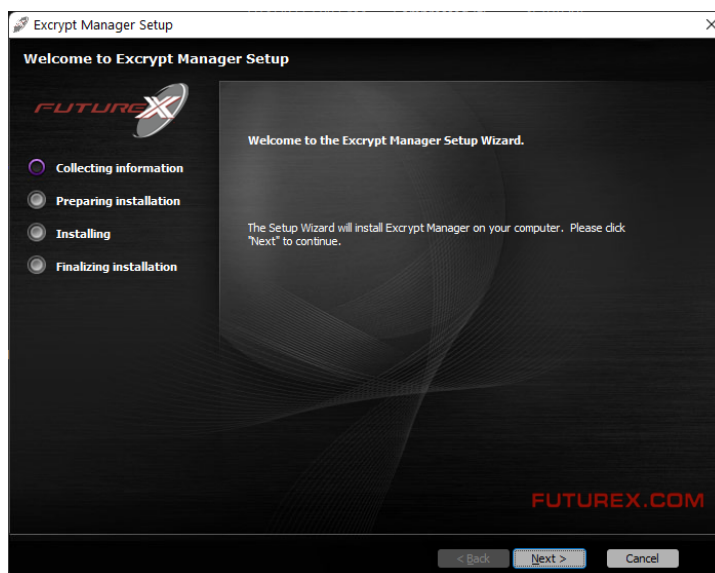 Excrypt Manager Setup
Welcome to Excrypt Manager Setup
FUTUREX
Collecting information
Preparing installation
Installing
Finalizing installation
Welcome to the Excrypt Manager Setup Wizard.
The Setup Wizard will install Excrypt Manager on your computer.  Please click
"Next" to continue.
FUTUREX.COM
< Back
Next >
Cancel